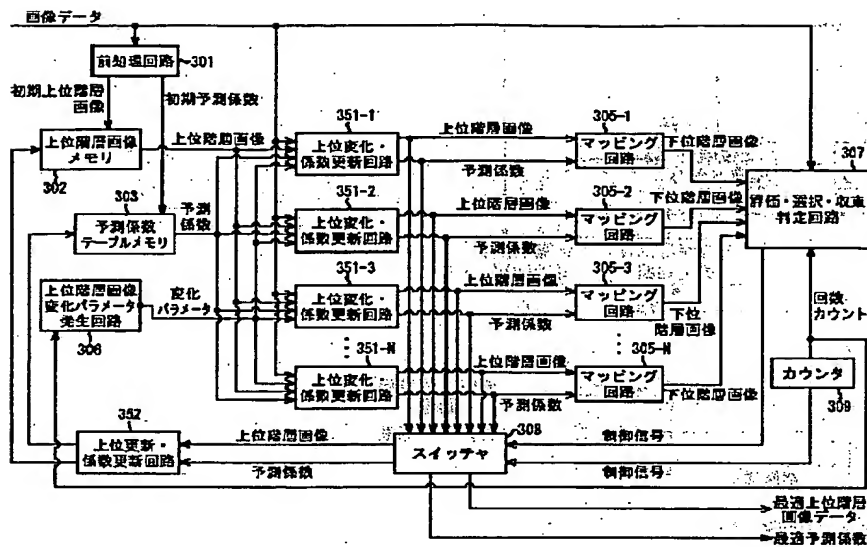 画像データ
前処理回路
301
初期上位階層
画像
初期予測係数
上位階層画像
メモリ
302
上位階層画像
303
予測係数
テーブルメモリ
予測
係数
上位階層画像
変化パラメータ
発生回路
306
変化
パラメータ
351-1
上位変化・
係数更新回路
351-2
上位変化・
係数更新回路
351-3
上位変化・
係数更新回路
351-N
上位変化・
係数更新回路
上位階層画像
予測係数
上位階層画像
予測係数
上位階層画像
予測係数
上位階層画像
予測係数
305-1
マッピング
回路
305-2
マッピング
回路
305-3
マッピング
回路
305-N
マッピング
回路
下位階層画像
下位階層画像
下位
階層画像
下位階層画像
307
評価・選択・収束
判定回路
回数
カウント
カウンタ
309
352
上位更新・
係数更新回路
上位階層画像
予測係数
308
スイッチャ
制御信号
制御信号
最適上位階層
画像データ
最適予測係数